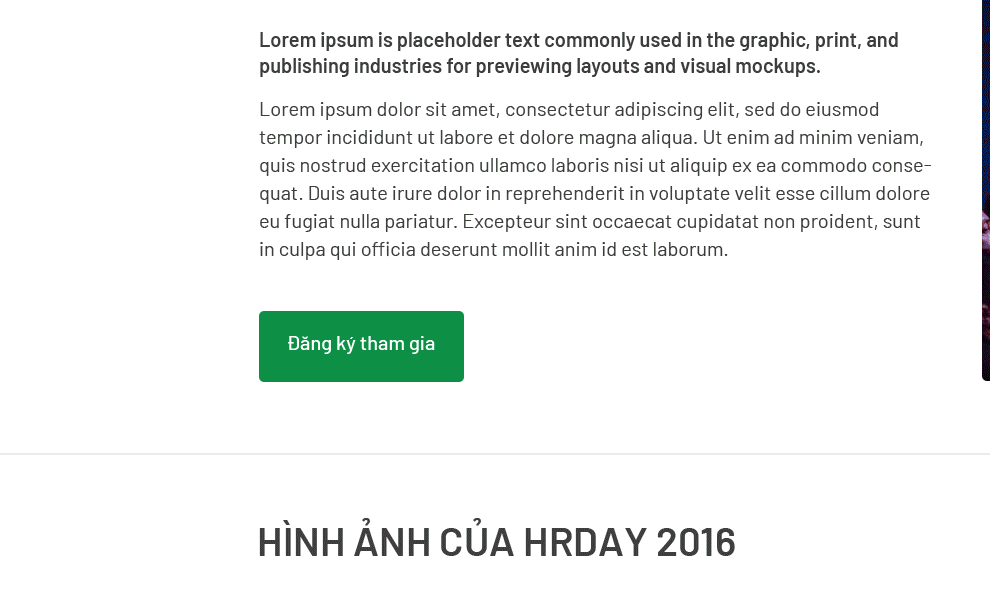 Lorem ipsum is placeholder text commonly used in the graphic, print, and
publishing industries for previewing layouts and visual mockups.
Lorem ipsum dolor sit amet, consectetur adipiscing elit, sed do eiusmod
tempor incididunt ut labore et dolore magna aliqua. Ut enim ad minim veniam,
quis nostrud exercitation ullamco laboris nisi ut aliquip ex ea commodo conse-
quat. Duis aute irure dolor in reprehenderit in voluptate velit esse cillum dolore
eu fugiat nulla pariatur. Excepteur sint occaecat cupidatat non proident, sunt
in culpa qui officia deserunt mollit anim id est laborum.
Đăng ký tham gia
HÌNH ẢNH CỦA HRDAY 2016